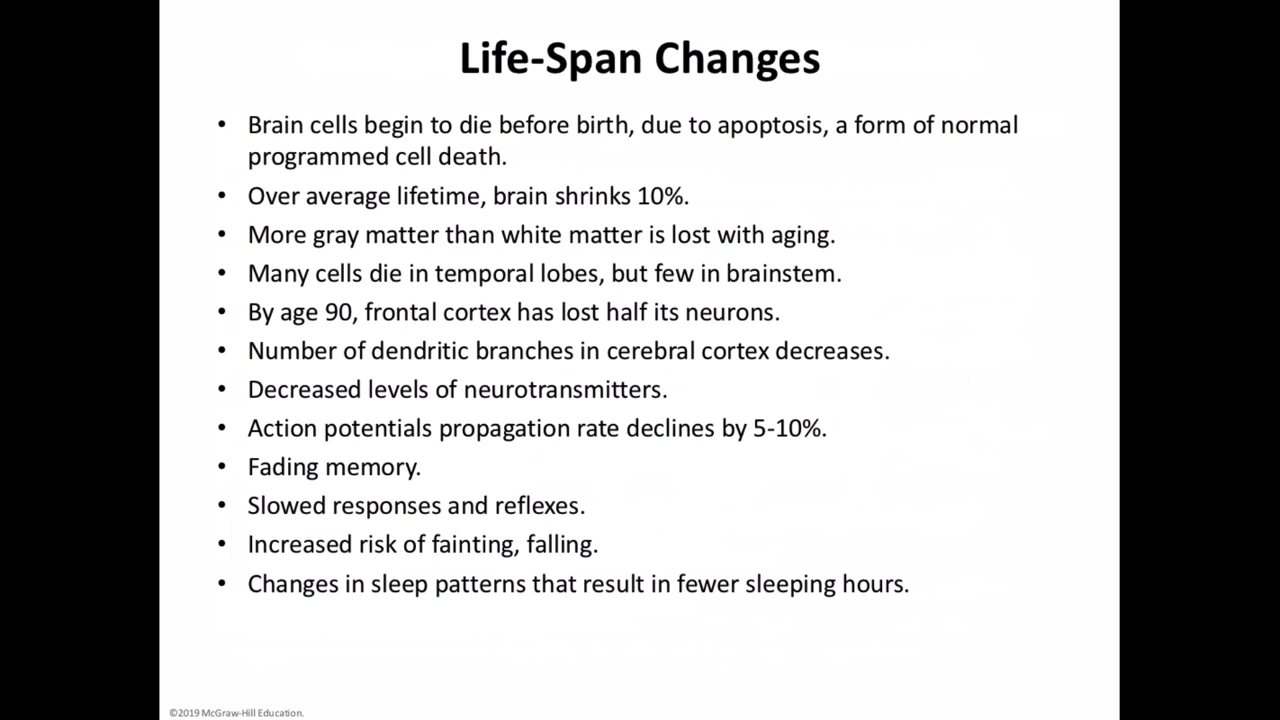 Life-Span Changes
• Brain cells begin to die before birth, due to apoptosis, a form of normal
programmed cell death.
• Over average lifetime, brain shrinks 10%.
• More gray matter than white matter is lost with aging.
• Many cells die in temporal lobes, but few in brainstem.
• By age 90, frontal cortex has lost half its neurons.
• Number of dendritic branches in cerebral cortex decreases.
• Decreased levels of neurotransmitters.
• Action potentials propagation rate declines by 5-10%.
• Fading memory.
• Slowed responses and reflexes.
• Increased risk of fainting, falling.
• Changes in sleep patterns that result in fewer sleeping hours.
©2019 McGraw-Hill Education.